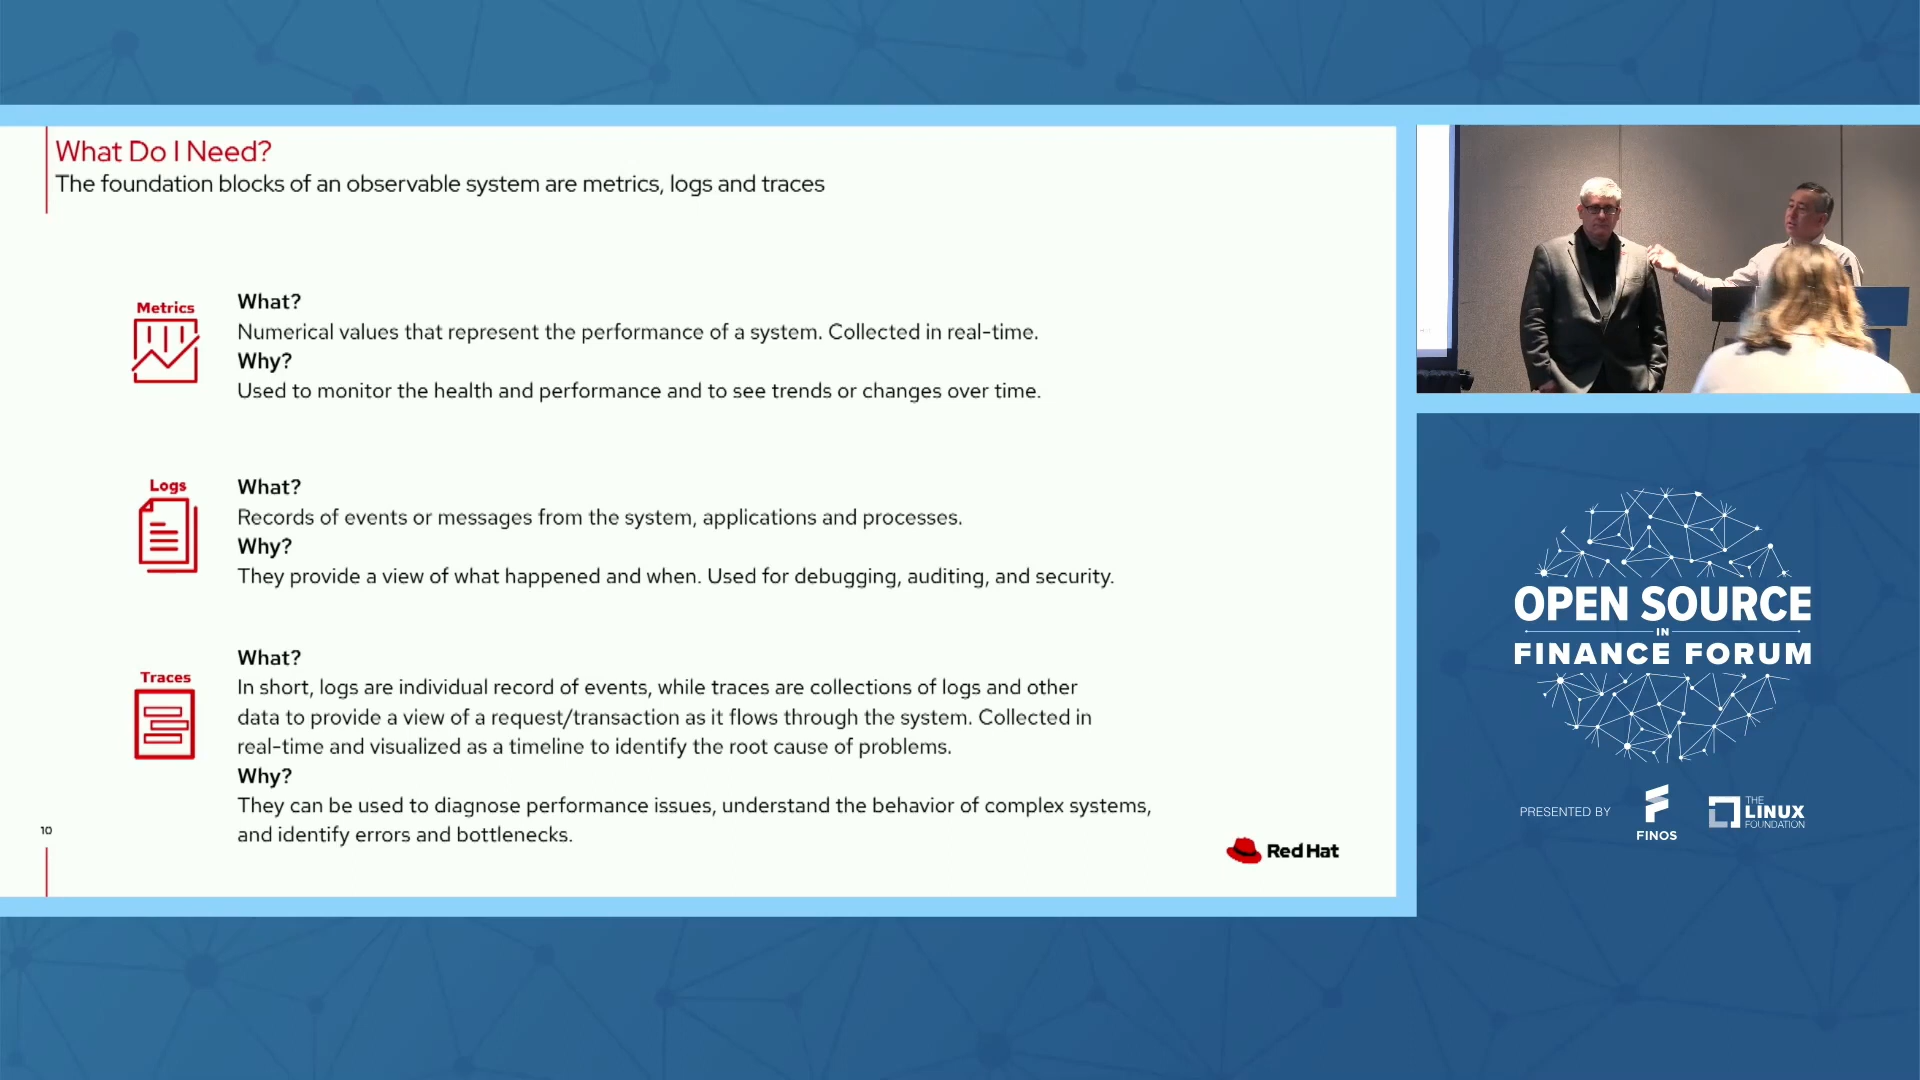 What Do I Need?
The foundation blocks of an observable system are metrics, logs and traces
Metrics
What?
Numerical values that represent the performance of a system. Collected in real-time.
Why?
Used to monitor the health and performance and to see trends or changes over time.
Logs
What?
Records of events or messages from the system, applications and processes.
Why?
They provide a view of what happened and when. Used for debugging, auditing, and security.
Traces
What?
In short, logs are individual record of events, while traces are collections of logs and other
data to provide a view of a request/transaction as it flows through the system. Collected in
real-time and visualized as a timeline to identify the root cause of problems.
Why?
They can be used to diagnose performance issues, understand the behavior of complex systems,
and identify errors and bottlenecks.
10
Red Hat
OPEN SOURCE
IN
FINANCE FORUM
PRESENTED BY
FINOS
THE
LINUX
FOUNDATION